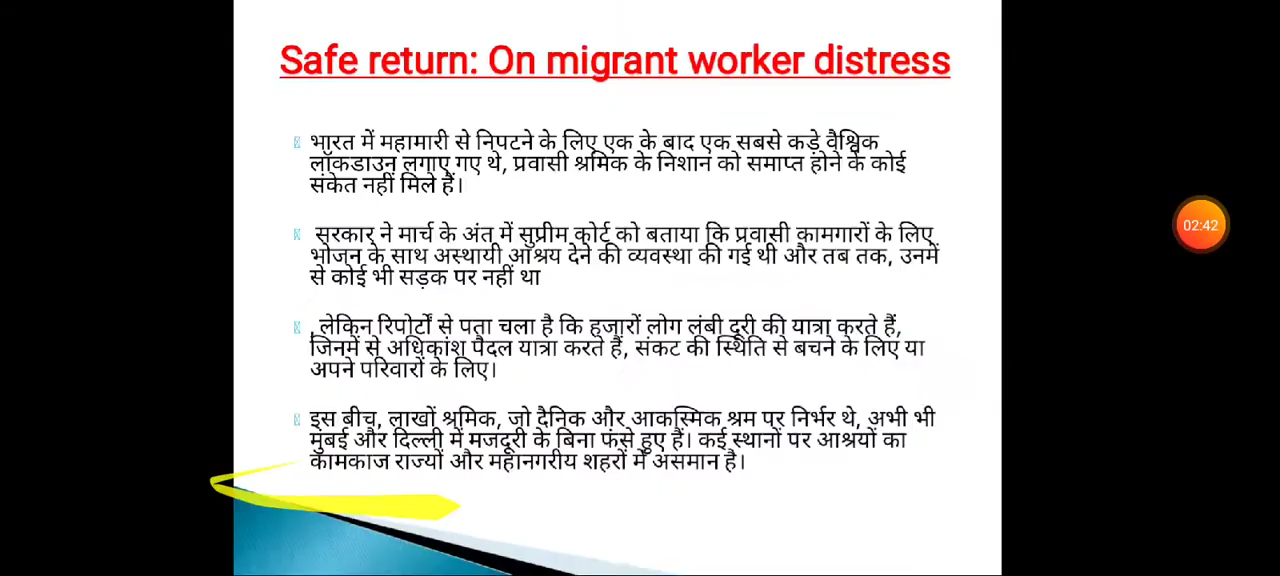 Safe return: On migrant worker distress
भारत में महामारी से निपटने के लिए एक के बाद एक सबसे कड़े वैश्विक
लॉकडाउन लगाए गए थे, प्रवासी श्रमिक के निशान को समाप्त होने के कोई
संकेत नहीं मिले हैं।
सरकार ने मार्च के अंत में सुप्रीम कोर्ट को बताया कि प्रवासी कामगारों के लिए
भोजन के साथ अस्थायी आश्रय देने की व्यवस्था की गई थी और तब तक, उनमें
से कोई भी सड़क पर नहीं था
, लेकिन रिपोर्टों से पता चला है कि हजारों लोग लंबी दूरी की यात्रा करते हैं,
जिनमें से अधिकांश पैदल यात्रा करते हैं, संकट की स्थिति से बचने के लिए या
अपने परिवारों के लिए।
इस बीच, लाखों श्रमिक, जो दैनिक और आकस्मिक श्रम पर निर्भर थे, अभी भी
मुंबई और दिल्ली में मजदूरी के बिना फंसे हुए हैं। कई स्थानों पर आश्रयों का
कामकाज राज्यों और महानगरीय शहरों में असमान है।
02:42